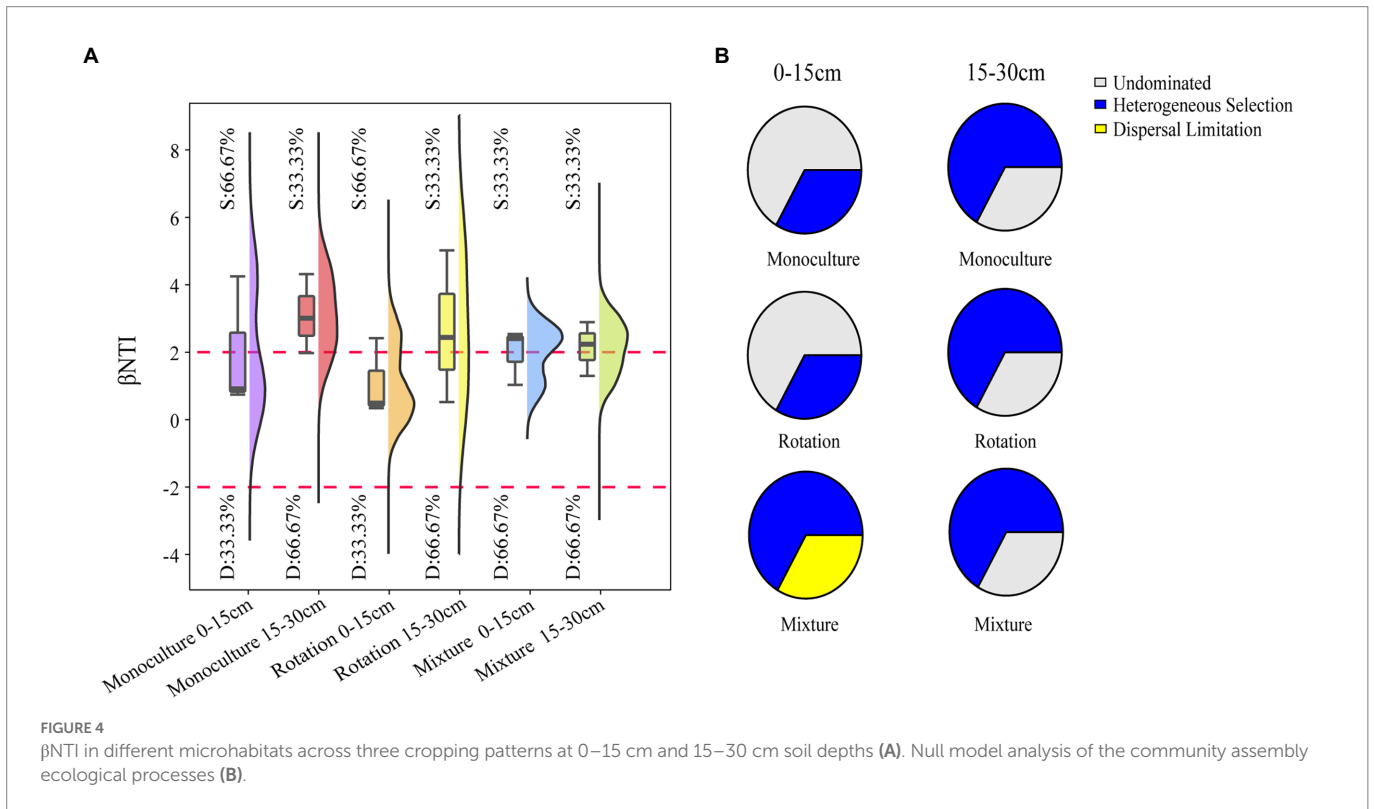 A
βNTI
8
6
4
2
0
-2
-4
S:66.67%
S:33.33%
S:66.67%
S:33.33%
S:33.33%
S:33.33%
D:33.33%
D:66.67%
D:33.33%
D:66.67%
D:66.67%
D:66.67%
Monoculture 0-15cm
Monoculture 15-30cm
Rotation 0-15cm
Rotation 15-30cm
Mixture 0-15cm
Mixture 15-30cm
B
0-15cm
15-30cm
Undominated
Heterogeneous Selection
Dispersal Limitation
Monoculture
Monoculture
Rotation
Rotation
Mixture
Mixture
FIGURE 4
βNTI in different microhabitats across three cropping patterns at 0–15 cm and 15–30 cm soil depths (A). Null model analysis of the community assembly
ecological processes (B).